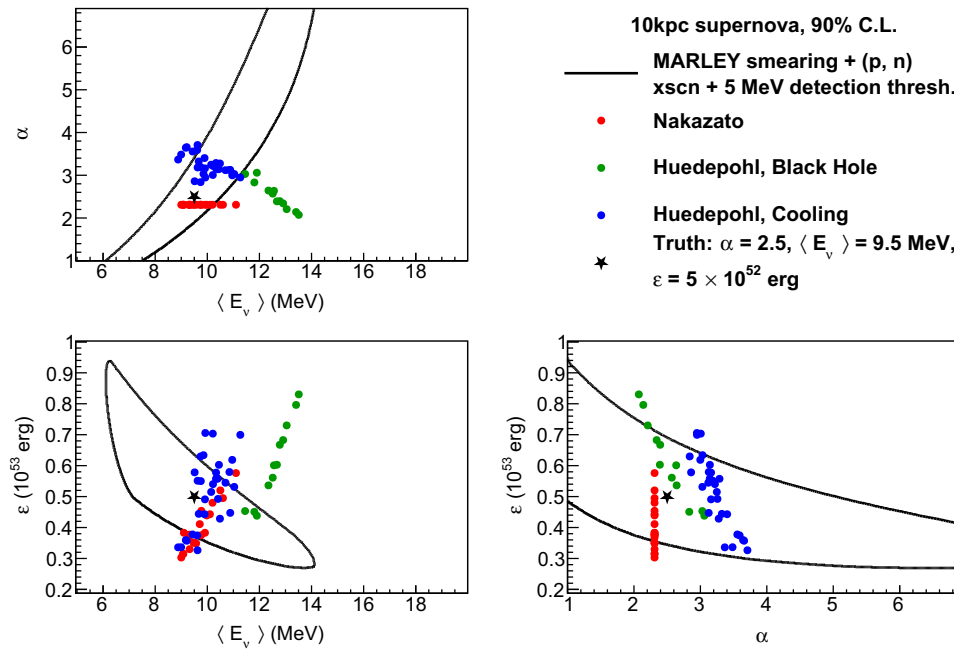 10kpc supernova, 90% C.L.
MARLEY smearing + (p, n)
xscn + 5 MeV detection thresh.
Nakazato
Huedepohl, Black Hole
Huedepohl, Cooling
Truth: α = 2.5, ⟨ E_ν ⟩ = 9.5 MeV,
ε = 5 × 10^52 erg
α
6
5
4
3
2
1
6 8 10 12 14 16 18
⟨ E_ν ⟩ (MeV)
ε (10^53 erg)
1
0.9
0.8
0.7
0.6
0.5
0.4
0.3
0.2
6 8 10 12 14 16 18
⟨ E_ν ⟩ (MeV)
ε (10^53 erg)
1
0.9
0.8
0.7
0.6
0.5
0.4
0.3
0.2
1 2 3 4 5 6
α